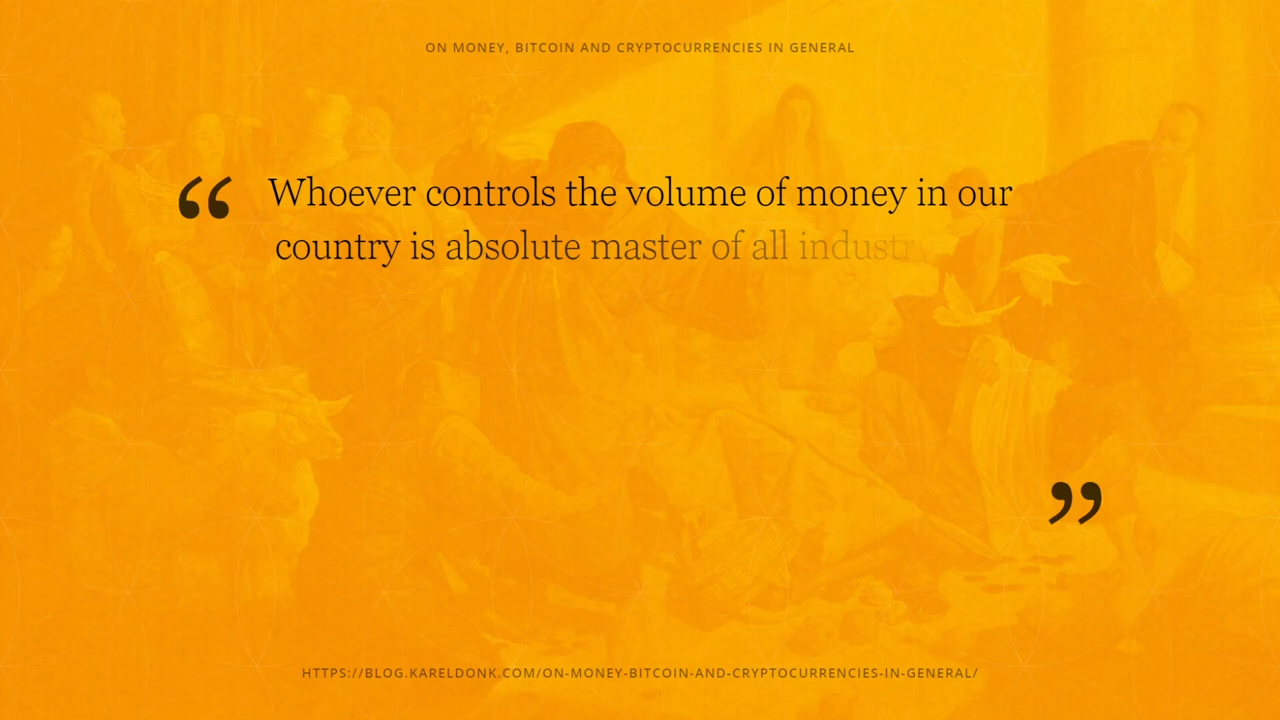 ON MONEY, BITCOIN AND CRYPTOCURRENCIES IN GENERAL
“ Whoever controls the volume of money in our
country is absolute master of all industr
”
HTTPS://BLOG.KARELDONK.COM/ON-MONEY-BITCOIN-AND-CRYPTOCURRENCIES-IN-GENERAL/